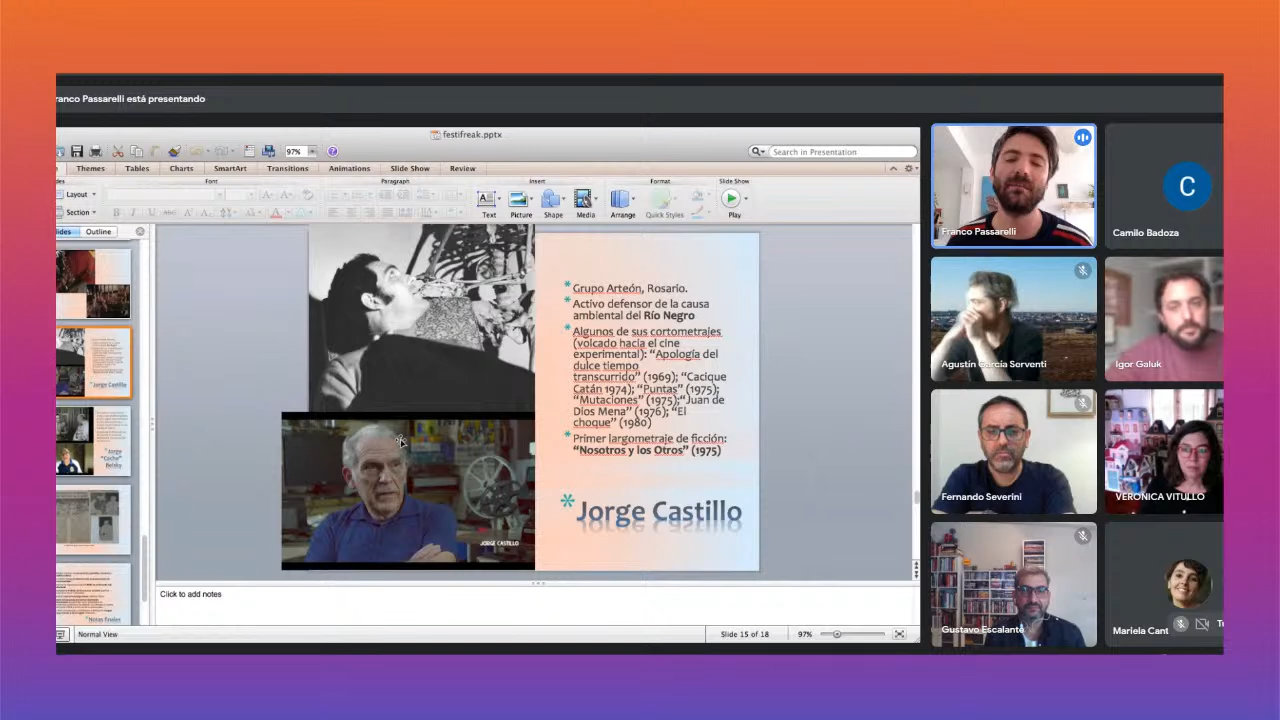 ranco Passarelli está presentando
festifreak.pptx
97%
Search in Presentation
Themes
Tables
Charts
SmartArt
Transitions
Animations
Slide Show
Review
Font
Paragraph
Insert
Format
Slide Show
Layout
Section
Text
Picture
Shape
Media
Arrange
Quick Styles
Play
Outline
* Grupo Arteón, Rosario.
* Activo defensor de la causa
ambiental del Río Negro
* Algunos de sus cortometrajes
(volcado hacia el cine
experimental): “Apología del
dulce tiempo
transcurrido” (1969); “Cacique
Catán 1974); “Puntas” (1975);
“Mutaciones” (1975);“Juan de
Dios Mena” (1976); “El
choque” (1980)
* Primer largometraje de ficción:
“Nosotros y los Otros” (1975)
* Jorge Castillo
JORGE CASTILLO
Click to add notes
Normal View
Slide 15 of 18
97%
Franco Passarelli
C
Camilo Badoza
Agustín García Serventi
Igor Galuk
Fernando Severini
VERONICA VITULLO
Gustavo Escalante
Mariela Cant